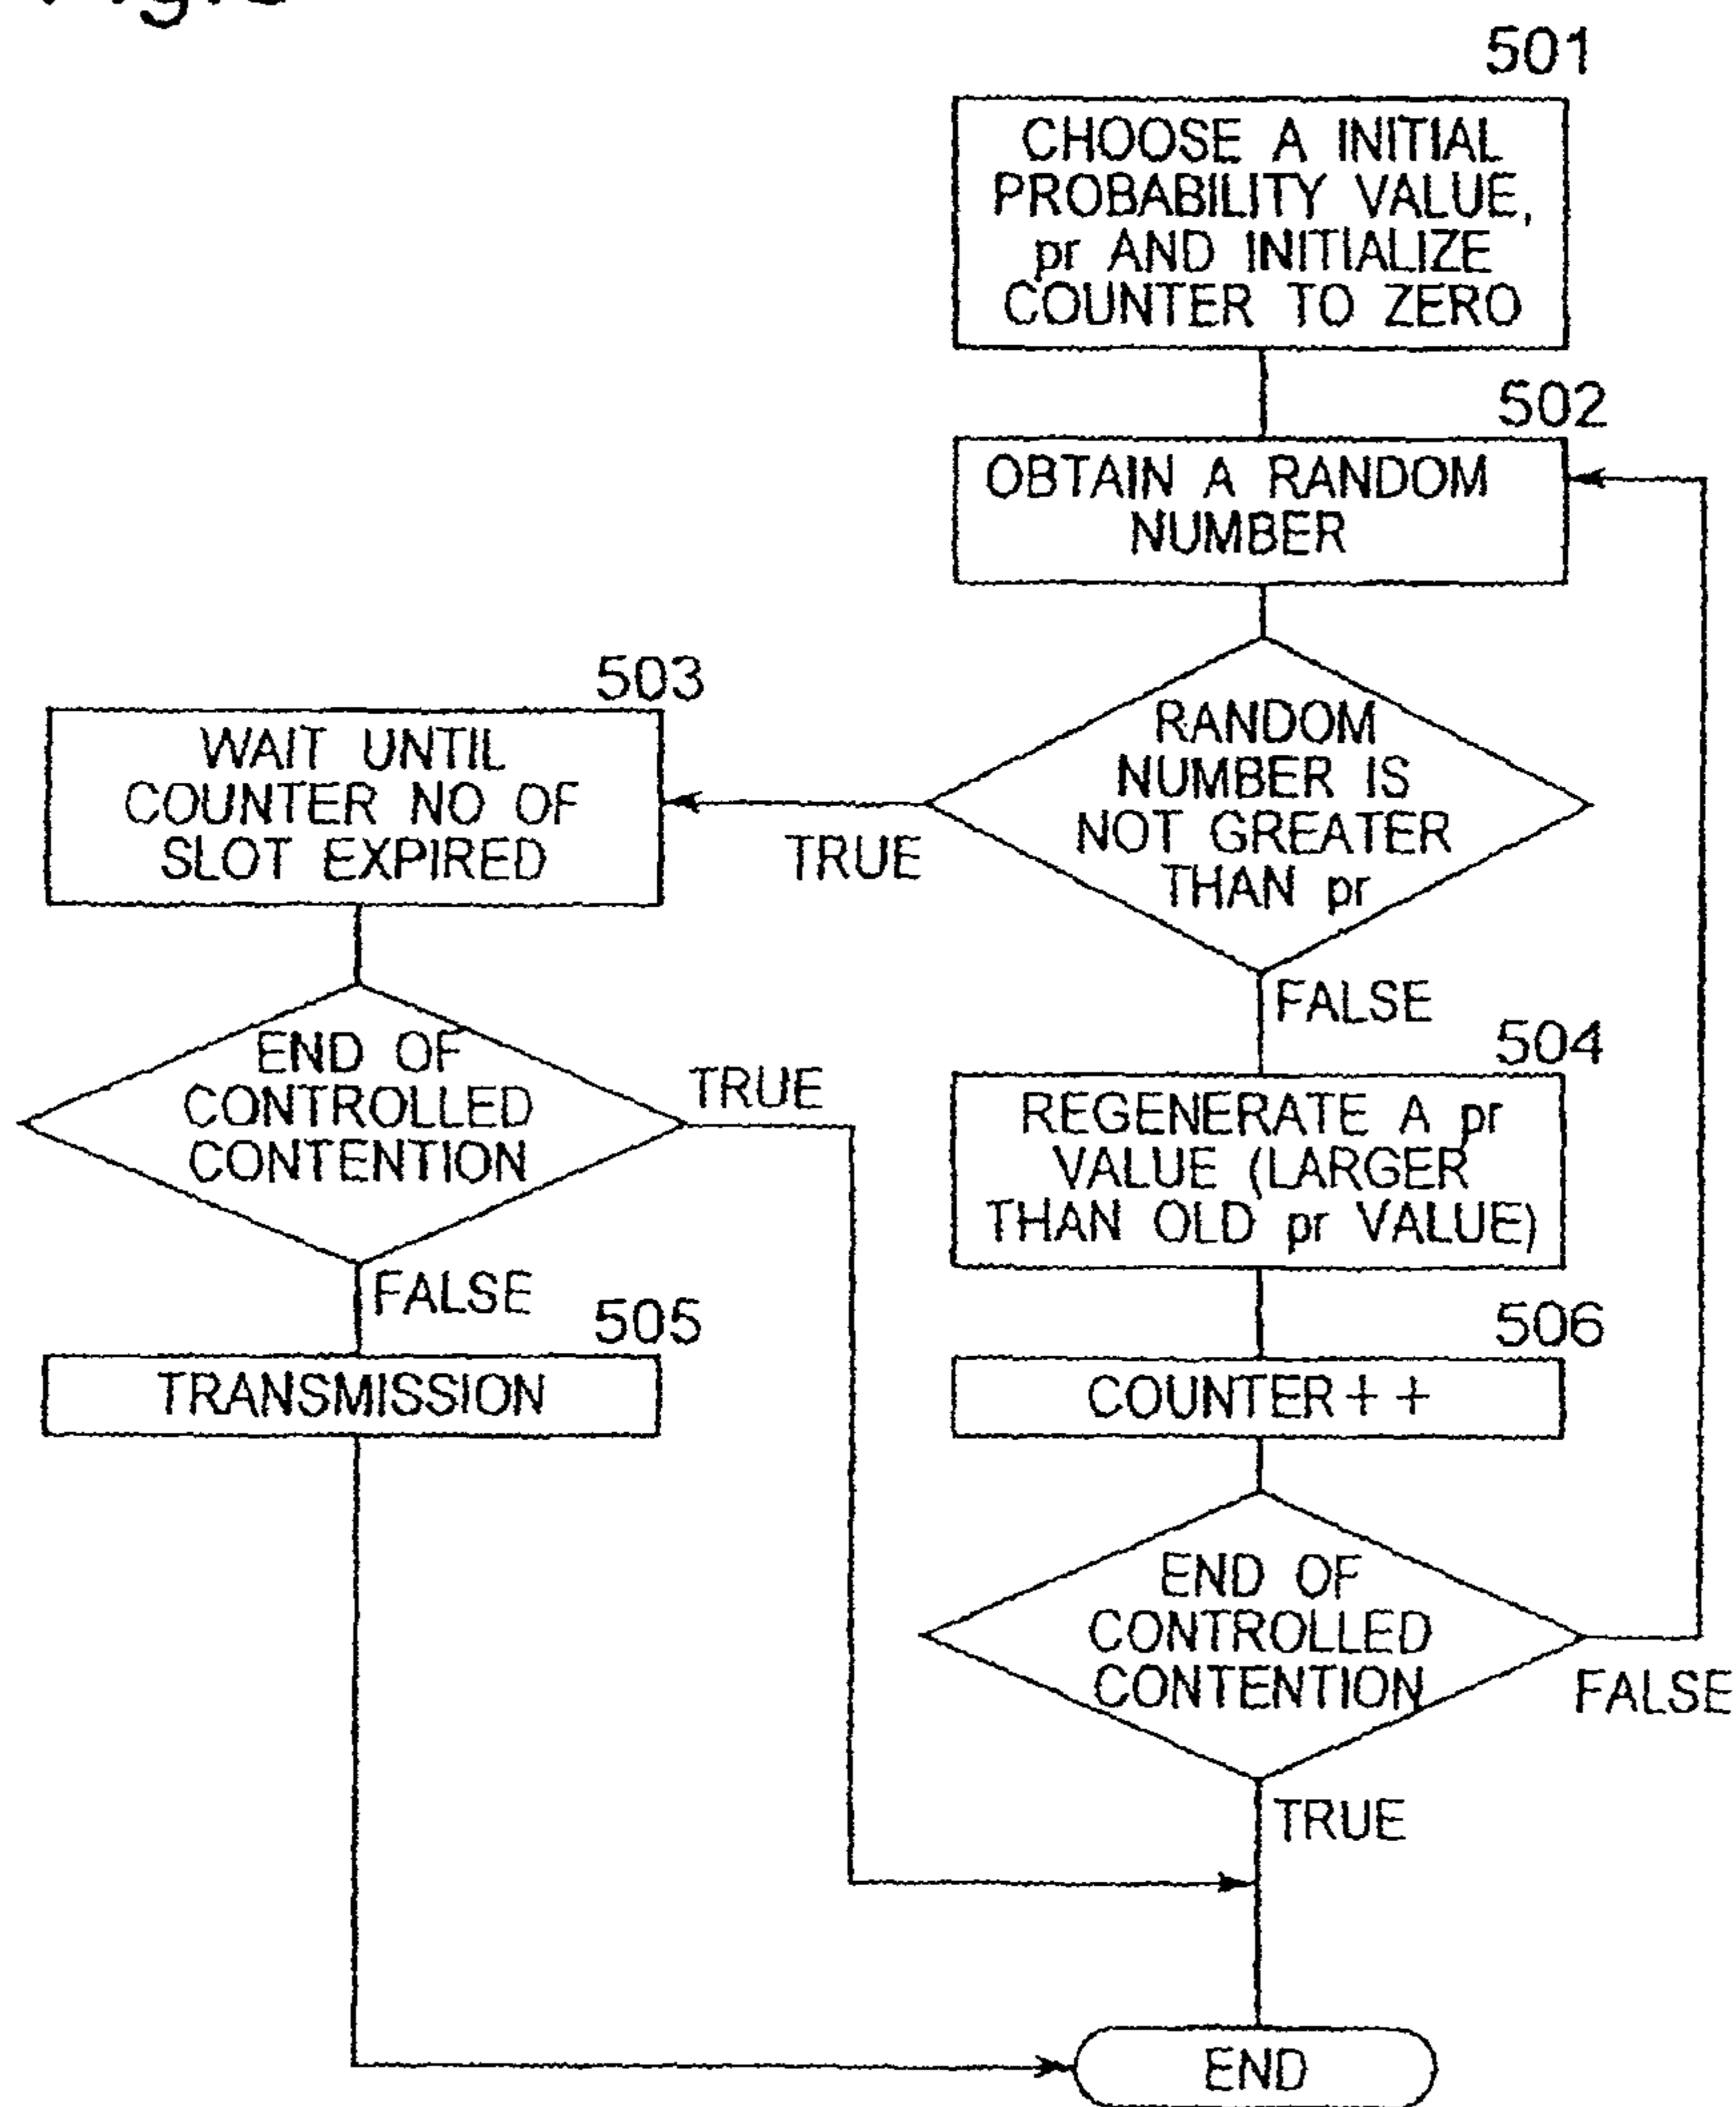 501
CHOOSE A INITIAL
PROBABILITY VALUE,
pr AND INITIALIZE
COUNTER TO ZERO
502
OBTAIN A RANDOM
NUMBER
RANDOM
NUMBER IS
NOT GREATER
THAN pr
TRUE
FALSE
503
WAIT UNTIL
COUNTER NO OF
SLOT EXPIRED
END OF
CONTROLLED
CONTENTION
TRUE
FALSE
505
TRANSMISSION
504
REGENERATE A pr
VALUE (LARGER
THAN OLD pr VALUE)
506
COUNTER++
END OF
CONTROLLED
CONTENTION
FALSE
TRUE
END